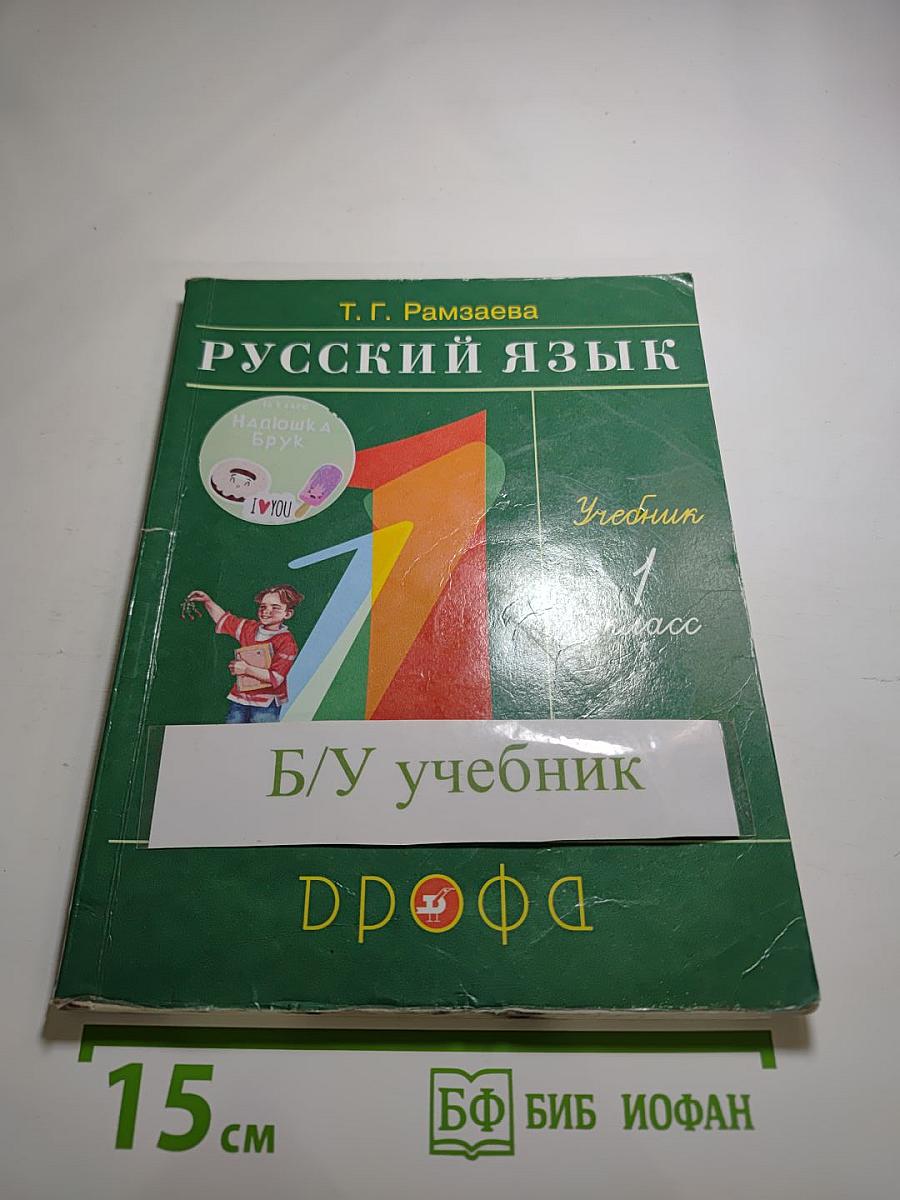 Т. Г. Рамзаева
РУССКИЙ ЯЗЫК
Надюшка
Брук
I ♥ YOU
Учебник
1
класс
Б/У учебник
ДРОФА
15 см
БФ БИБ ИОФАН